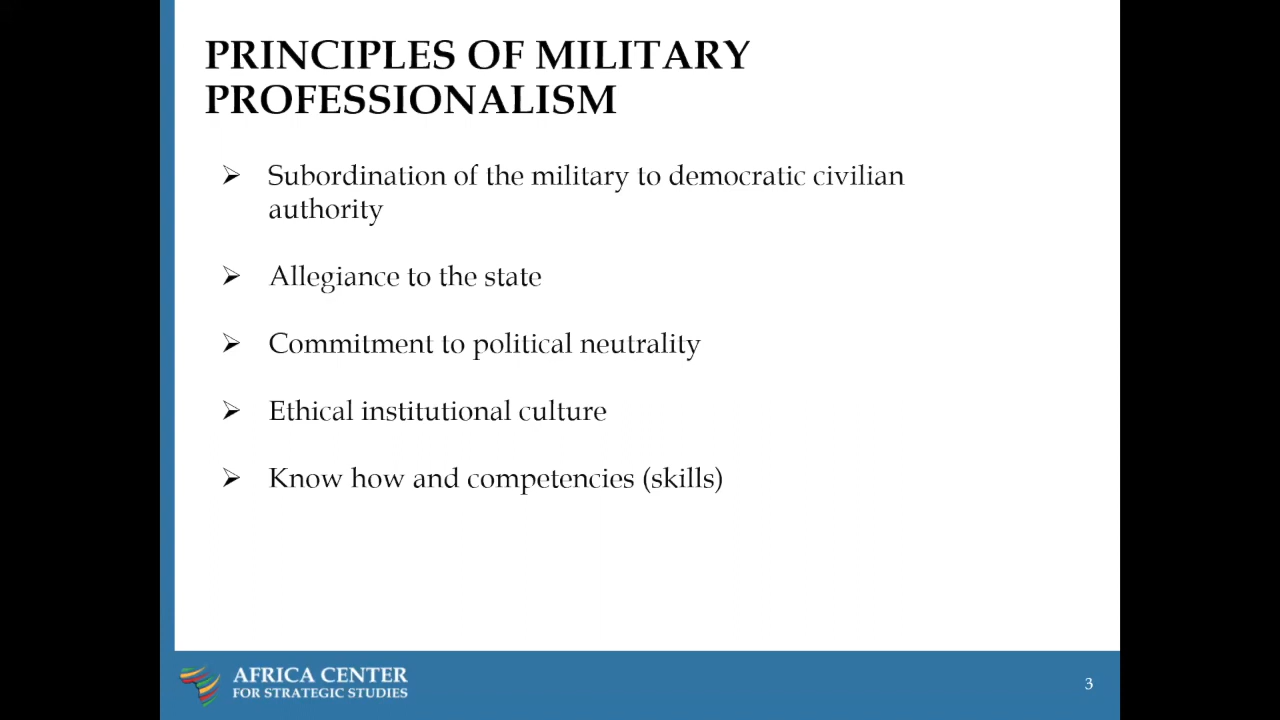 PRINCIPLES OF MILITARY
PROFESSIONALISM
➢ Subordination of the military to democratic civilian
authority
➢ Allegiance to the state
➢ Commitment to political neutrality
➢ Ethical institutional culture
➢ Know how and competencies (skills)
AFRICA CENTER
FOR STRATEGIC STUDIES
3